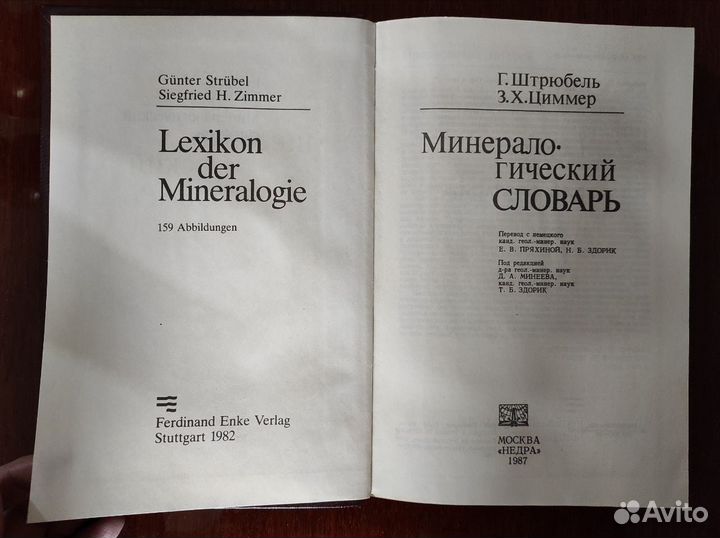 Günter Strübel
Siegfried H. Zimmer
Lexikon
der
Mineralogie
159 Abbildungen
Ferdinand Enke Verlag
Stuttgart 1982
Г. Штрюбель
З.Х.Циммер
Минерало-
гический
СЛОВАРЬ
Перевод с немецкого
канд. геол.-минер. наук
Е. В. ПРЯХИНОЙ, Н. Б. ЗДОРИК
Под редакцией
д-ра геол.-минер. наук
Д. А. МИНЕЕВА,
канд. геол.-минер. наук
Т. Б. ЗДОРИК
МОСКВА
«НЕДРА»
1987
Avito